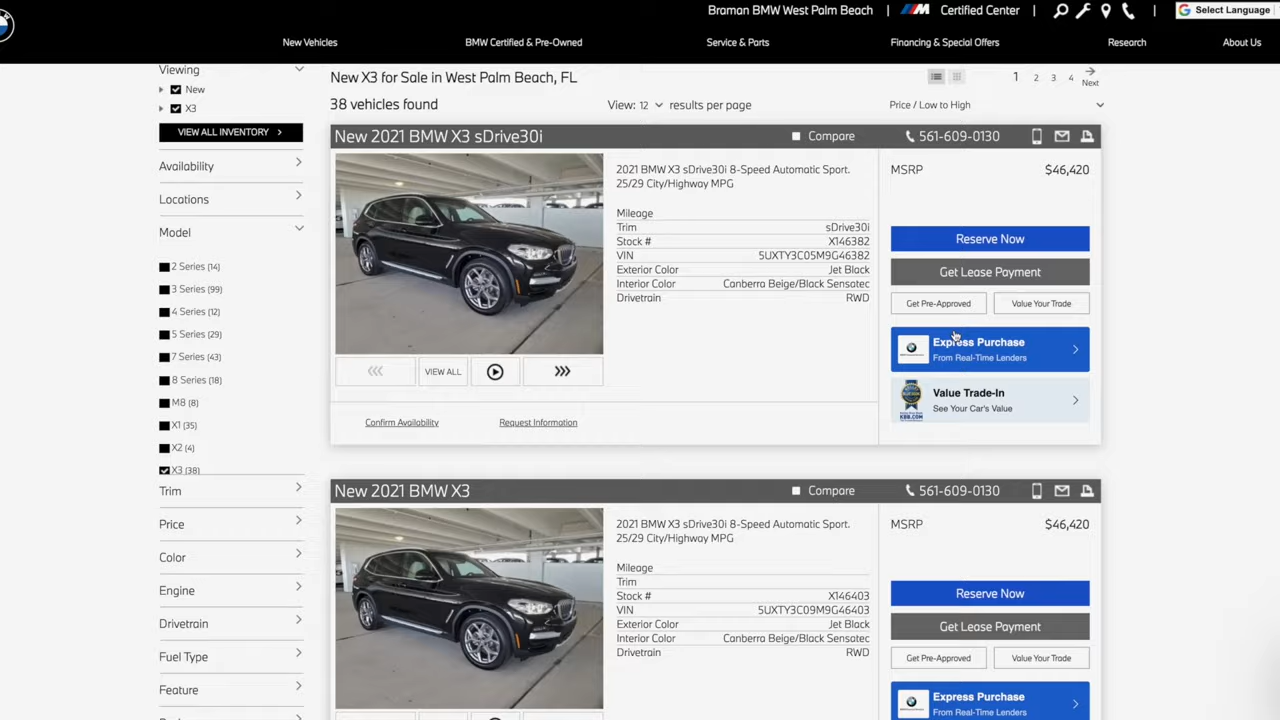 Braman BMW West Palm Beach
Certified Center
Select Language
New Vehicles
BMW Certified & Pre-Owned
Service & Parts
Financing & Special Offers
Research
About Us
Viewing
New
X3
VIEW ALL INVENTORY
Availability
Locations
Model
2 Series (14)
3 Series (99)
4 Series (12)
5 Series (29)
7 Series (43)
8 Series (18)
M8 (8)
X1 (35)
X2 (4)
X3 (38)
Trim
Price
Color
Engine
Drivetrain
Fuel Type
Feature
New X3 for Sale in West Palm Beach, FL
1 2 3 4 Next
38 vehicles found
View: 12 results per page
Price / Low to High
New 2021 BMW X3 sDrive30i
Compare
561-609-0130
2021 BMW X3 sDrive30i 8-Speed Automatic Sport.
25/29 City/Highway MPG
Mileage
Trim sDrive30i
Stock # X146382
VIN 5UXTY3C05M9G46382
Exterior Color Jet Black
Interior Color Canberra Beige/Black Sensatec
Drivetrain RWD
VIEW ALL
Confirm Availability
Request Information
MSRP $46,420
Reserve Now
Get Lease Payment
Get Pre-Approved
Value Your Trade
Express Purchase
From Real-Time Lenders
KBB.COM
Value Trade-In
See Your Car's Value
New 2021 BMW X3
Compare
561-609-0130
2021 BMW X3 sDrive30i 8-Speed Automatic Sport.
25/29 City/Highway MPG
Mileage
Trim
Stock # X146403
VIN 5UXTY3C09M9G46403
Exterior Color Jet Black
Interior Color Canberra Beige/Black Sensatec
Drivetrain RWD
MSRP $46,420
Reserve Now
Get Lease Payment
Get Pre-Approved
Value Your Trade
Express Purchase
From Real-Time Lenders